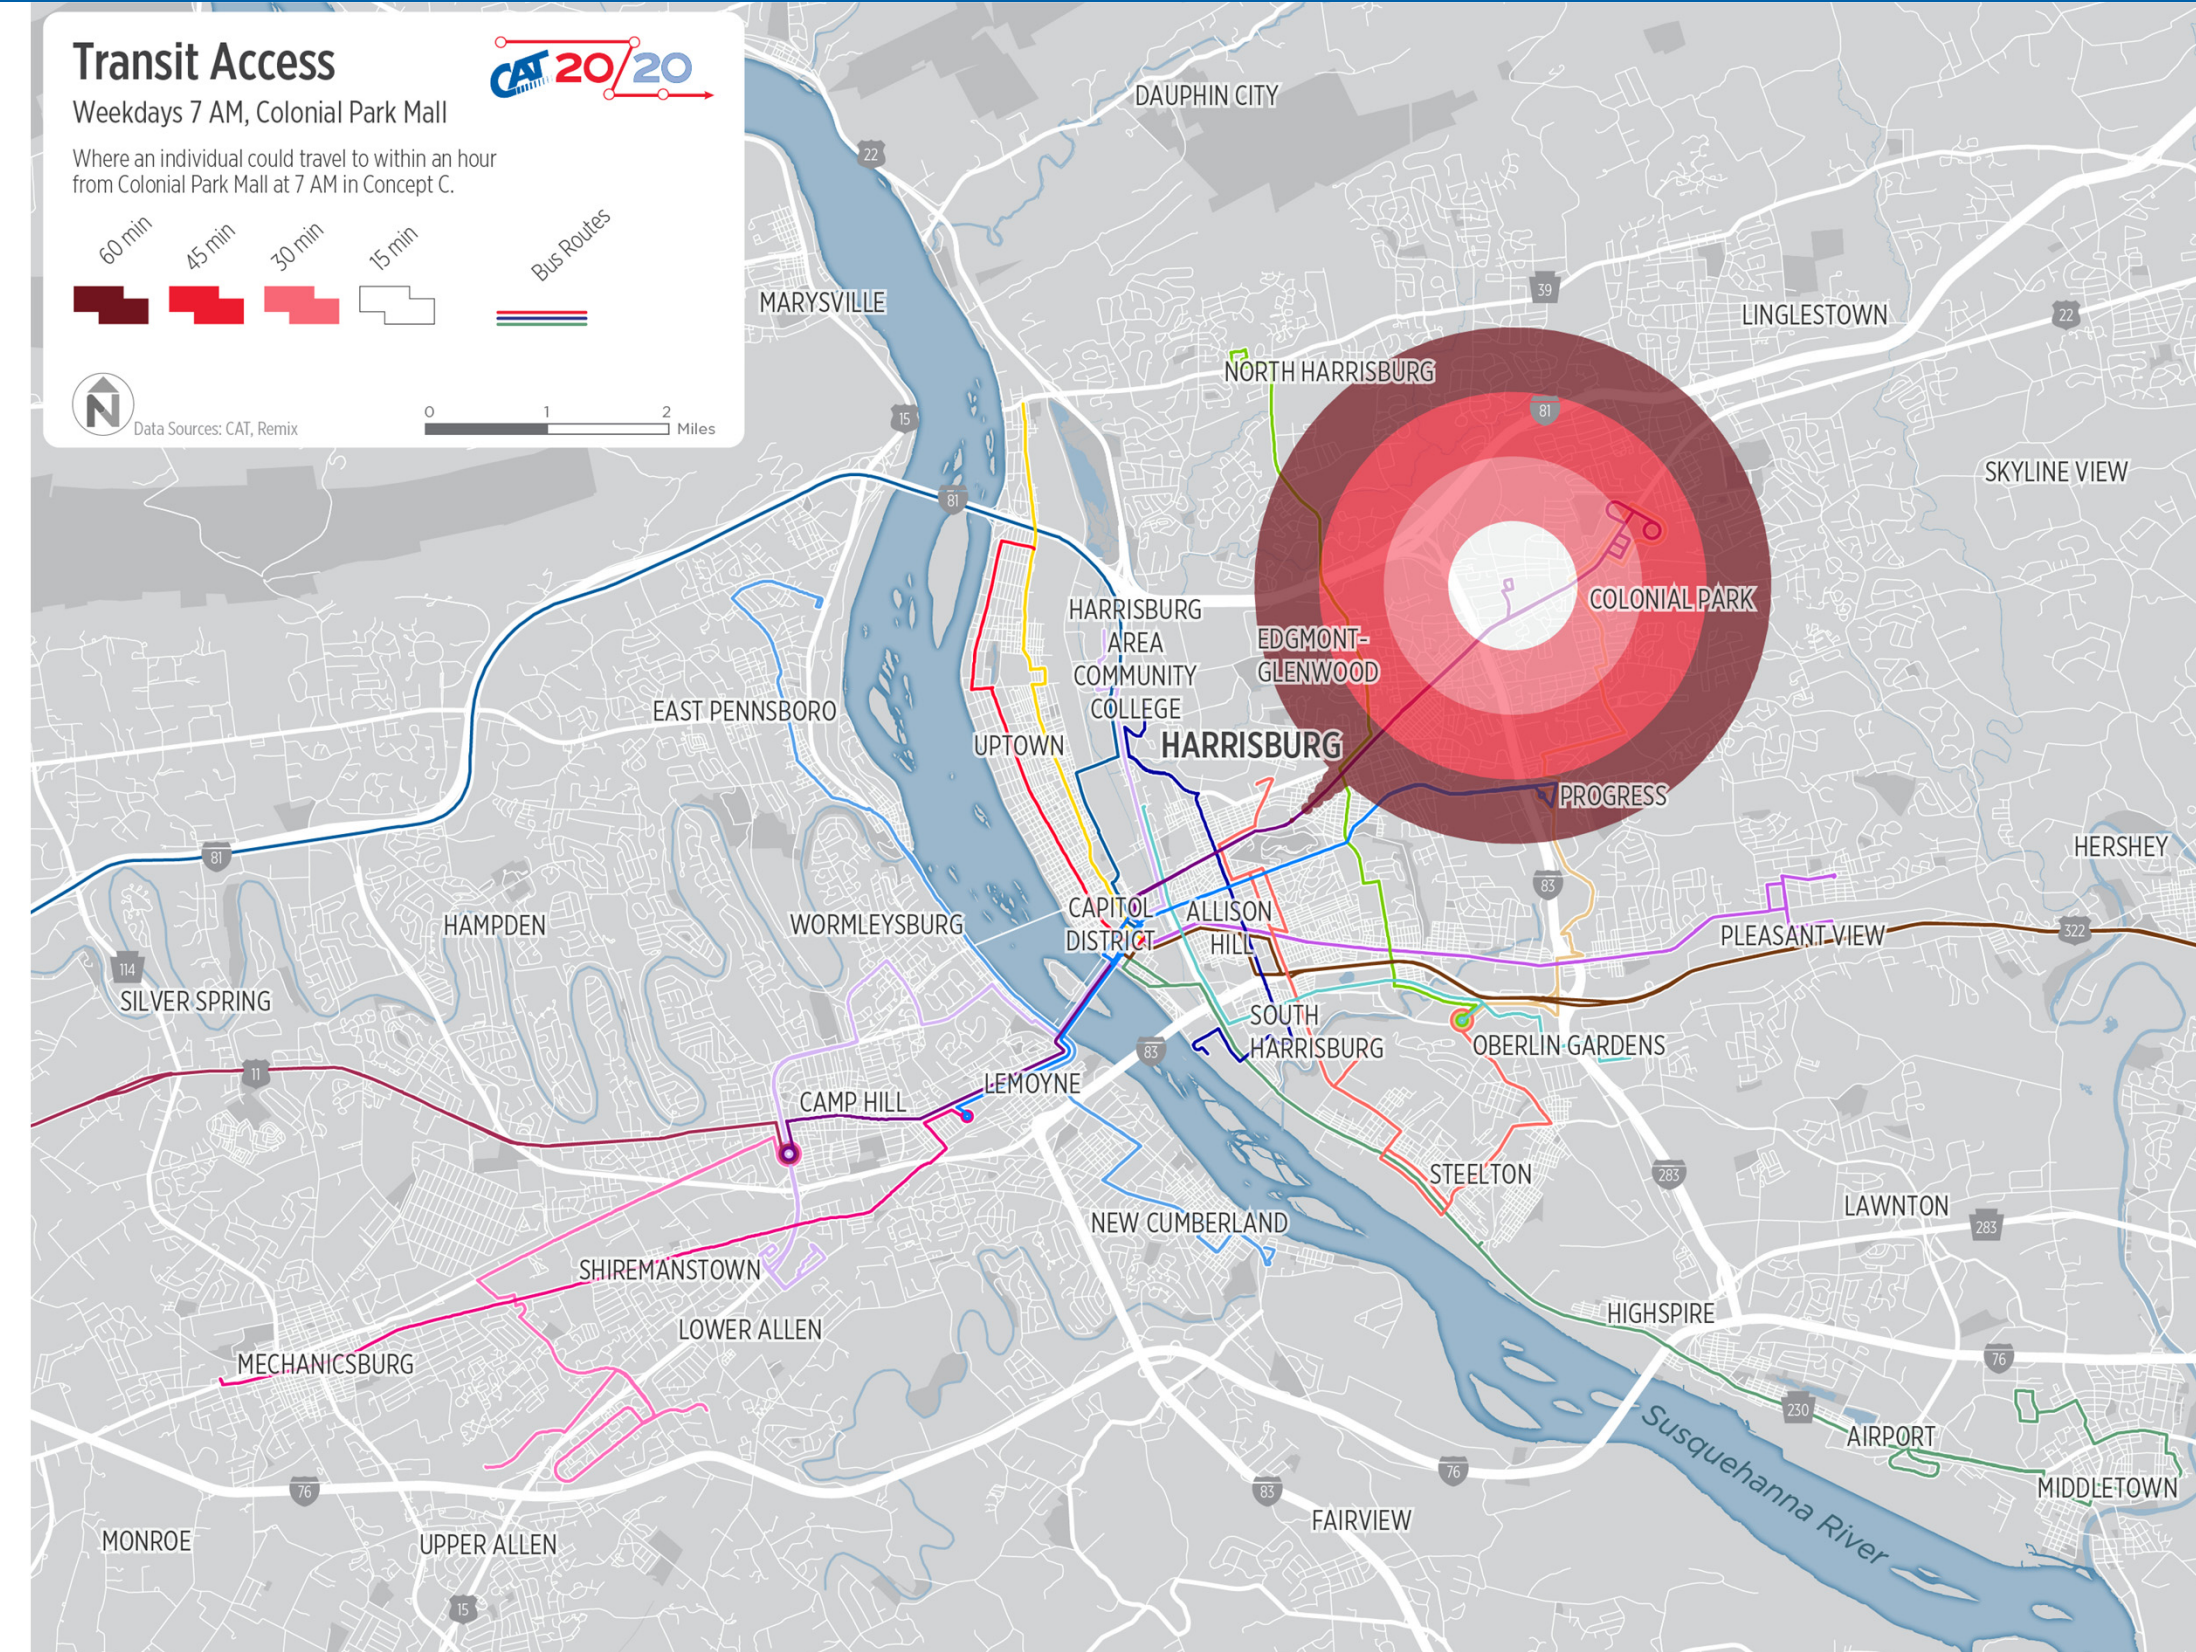 Transit Access
CAT 20/20
Weekdays 7 AM, Colonial Park Mall
Where an individual could travel to within an hour
from Colonial Park Mall at 7 AM in Concept C.
60 min
45 min
30 min
15 min
Bus Routes
N
Data Sources: CAT, Remix
0 1 2
Miles
DAUPHIN CITY
22
MARYSVILLE
39
LINGLESTOWN
22
NORTH HARRISBURG
15
81
SKYLINE VIEW
81
HARRISBURG
AREA
COMMUNITY
COLLEGE
COLONIAL PARK
EDGMONT-
GLENWOOD
EAST PENNSBORO
UPTOWN
HARRISBURG
PROGRESS
81
HERSHEY
83
HAMPDEN
WORMLEYSBURG
CAPITOL
DISTRICT
ALLISON
HILL
PLEASANT VIEW
322
114
SILVER SPRING
SOUTH
HARRISBURG
OBERLIN GARDENS
83
11
LEMOYNE
CAMP HILL
STEELTON
283
LAWNTON
283
NEW CUMBERLAND
SHIREMANSTOWN
HIGHSPIRE
LOWER ALLEN
MECHANICSBURG
76
230
AIRPORT
Susquehanna River
76
76
83
MIDDLETOWN
FAIRVIEW
MONROE
UPPER ALLEN
15